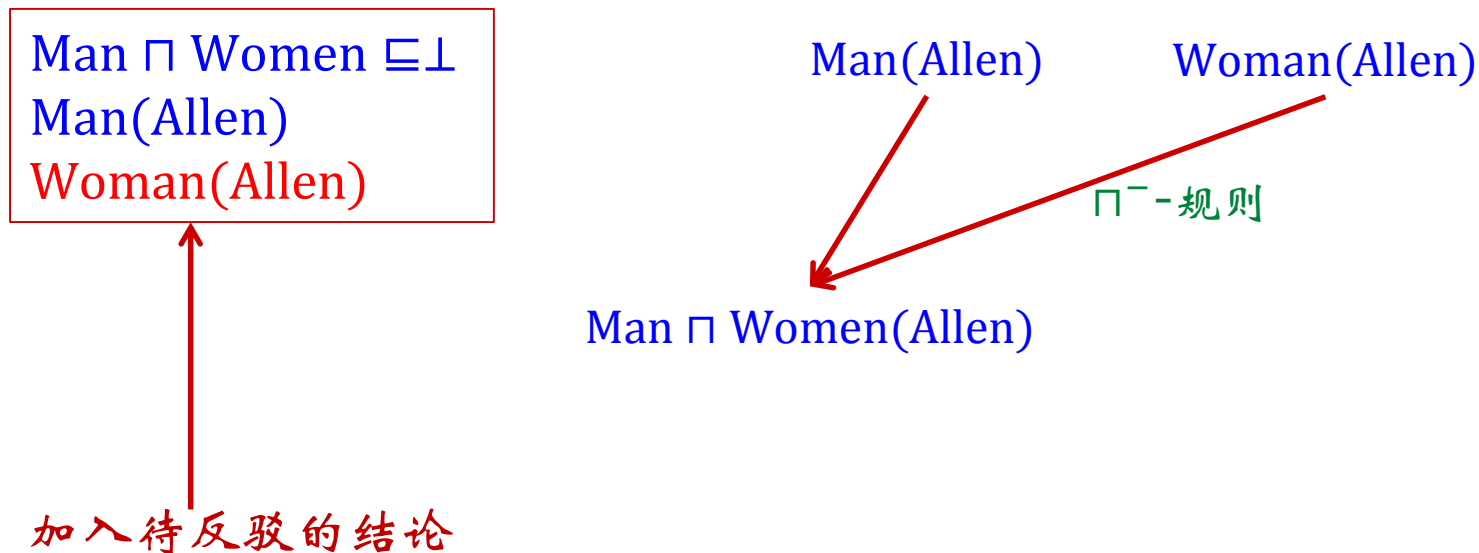 Man ⊓ Women ⊑⊥
Man(Allen)
Woman(Allen)
加入待反驳的结论
Man(Allen) Woman(Allen)
⊓⁻-规则
Man ⊓ Women(Allen)